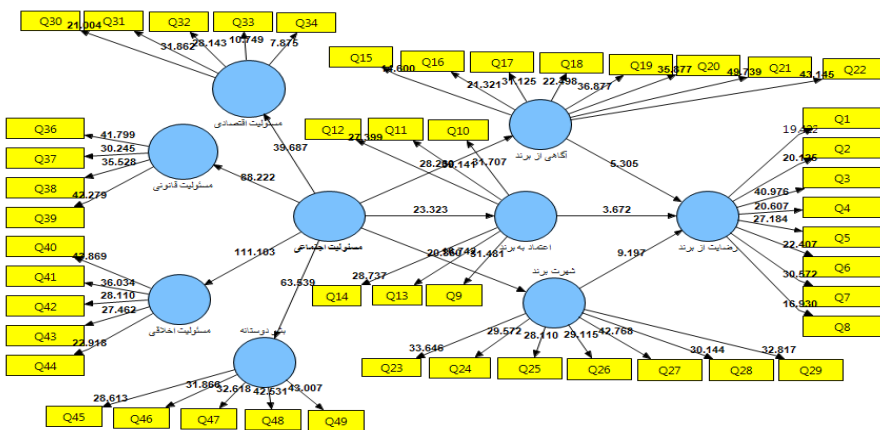 Q30
Q31
Q32
Q33
Q34
21.004
31.862
28.143
10.749
7.875
مسئولیت اقتصادی
39.687
Q36
Q37
Q38
Q39
41.799
30.245
35.528
42.279
مسئولیت قانونی
88.222
Q40
Q41
Q42
Q43
Q44
36.034
28.110
27.462
22.918
مسئولیت اخلاقی
111.103
Q45
Q46
Q47
Q48
Q49
28.613
31.866
32.618
42.531
43.007
دوستانه
63.539
مسئولیت اجتماعی
23.323
Q12
Q11
Q10
27.399
31.707
Q14
Q13
Q9
28.737
31.481
اعتماد به برند
3.672
Q15
Q16
Q17
Q18
Q19
Q20
Q21
Q22
21.321
31.125
22.498
36.877
35.877
49.739
43.145
آگاهی از برند
5.305
شهرت برند
9.197
Q23
Q24
Q25
Q26
Q27
Q28
Q29
33.646
29.572
28.110
29.115
42.768
30.144
32.817
رضایت از برند
Q1
Q2
Q3
Q4
Q5
Q6
Q7
Q8
20.125
40.976
20.607
27.184
22.407
30.572
16.930